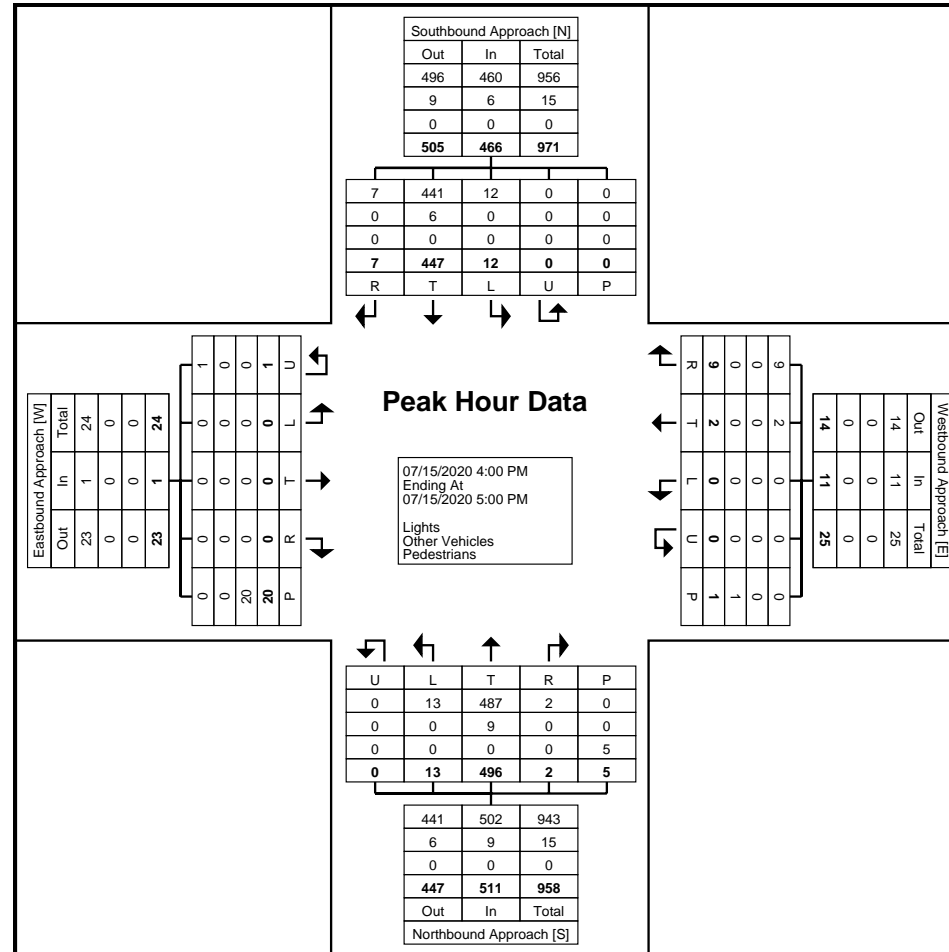 Southbound Approach [N]
Out In Total
496 460 956
9 6 15
0 0 0
505 466 971
7 441 12 0 0
0 6 0 0 0
0 0 0 0 0
7 447 12 0 0
R T L U P
Eastbound Approach [W]
Total In Out
24 1 23
0 0 0
0 0 0
24 1 23
1 0 0 0 0
0 0 0 0 0
0 0 0 0 20
1 0 0 0 20
U L T R P
Peak Hour Data
07/15/2020 4:00 PM
Ending At
07/15/2020 5:00 PM
Lights
Other Vehicles
Pedestrians
Westbound Approach [E]
Out In Total
14 11 25
0 0 0
0 0 0
14 11 25
9 2 0 0 0
0 0 0 0 0
0 0 0 0 1
9 2 0 0 1
R T L U P
U L T R P
0 13 487 2 0
0 0 9 0 0
0 0 0 0 5
0 13 496 2 5
441 502 943
6 9 15
0 0 0
447 511 958
Out In Total
Northbound Approach [S]